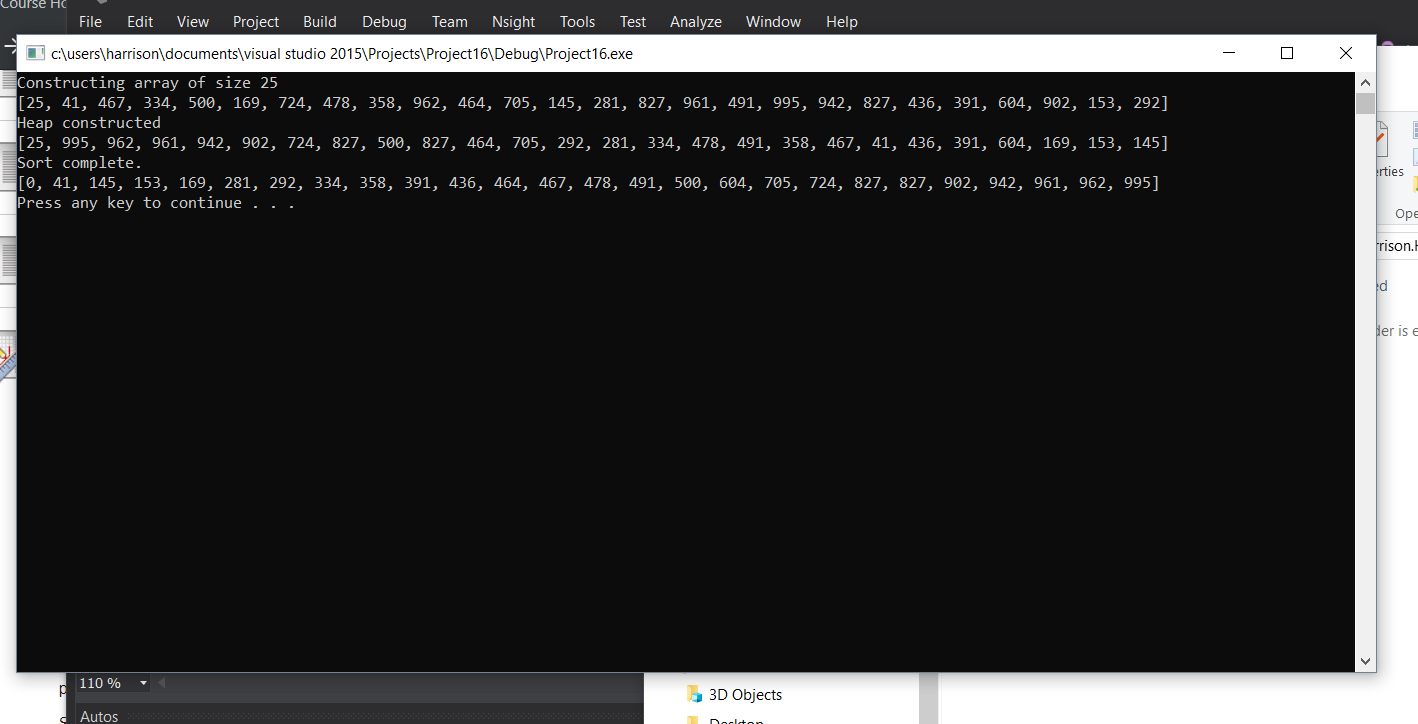 Course Ho
File Edit View Project Build Debug Team Nsight Tools Test Analyze Window Help
c:\users\harrison\documents\visual studio 2015\Projects\Project16\Debug\Project16.exe
Constructing array of size 25
[25, 41, 467, 334, 500, 169, 724, 478, 358, 962, 464, 705, 145, 281, 827, 961, 491, 995, 942, 827, 436, 391, 604, 902, 153, 292]
Heap constructed
[25, 995, 962, 961, 942, 902, 724, 827, 500, 827, 464, 705, 292, 281, 334, 478, 491, 358, 467, 41, 436, 391, 604, 169, 153, 145]
Sort complete.
[0, 41, 145, 153, 169, 281, 292, 334, 358, 391, 436, 464, 467, 478, 491, 500, 604, 705, 724, 827, 827, 902, 942, 961, 962, 995]
Press any key to continue . . .
erties
Ope
rrison.H
ed
der is e
110 %
3D Objects
Autos
Desktop